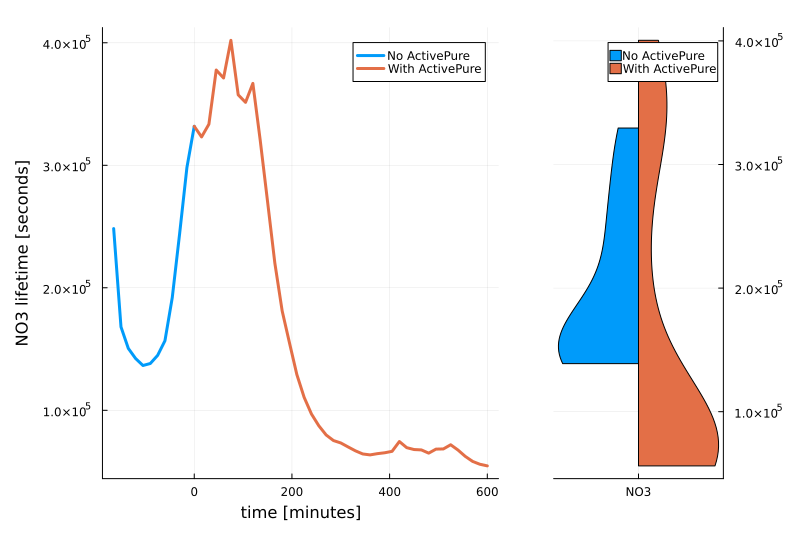 NO3 lifetime [seconds]
4.0×10⁵
3.0×10⁵
2.0×10⁵
1.0×10⁵
No ActivePure
With ActivePure
0 200 400 600
time [minutes]
No ActivePure
With ActivePure
4.0×10⁵
3.0×10⁵
2.0×10⁵
1.0×10⁵
NO3